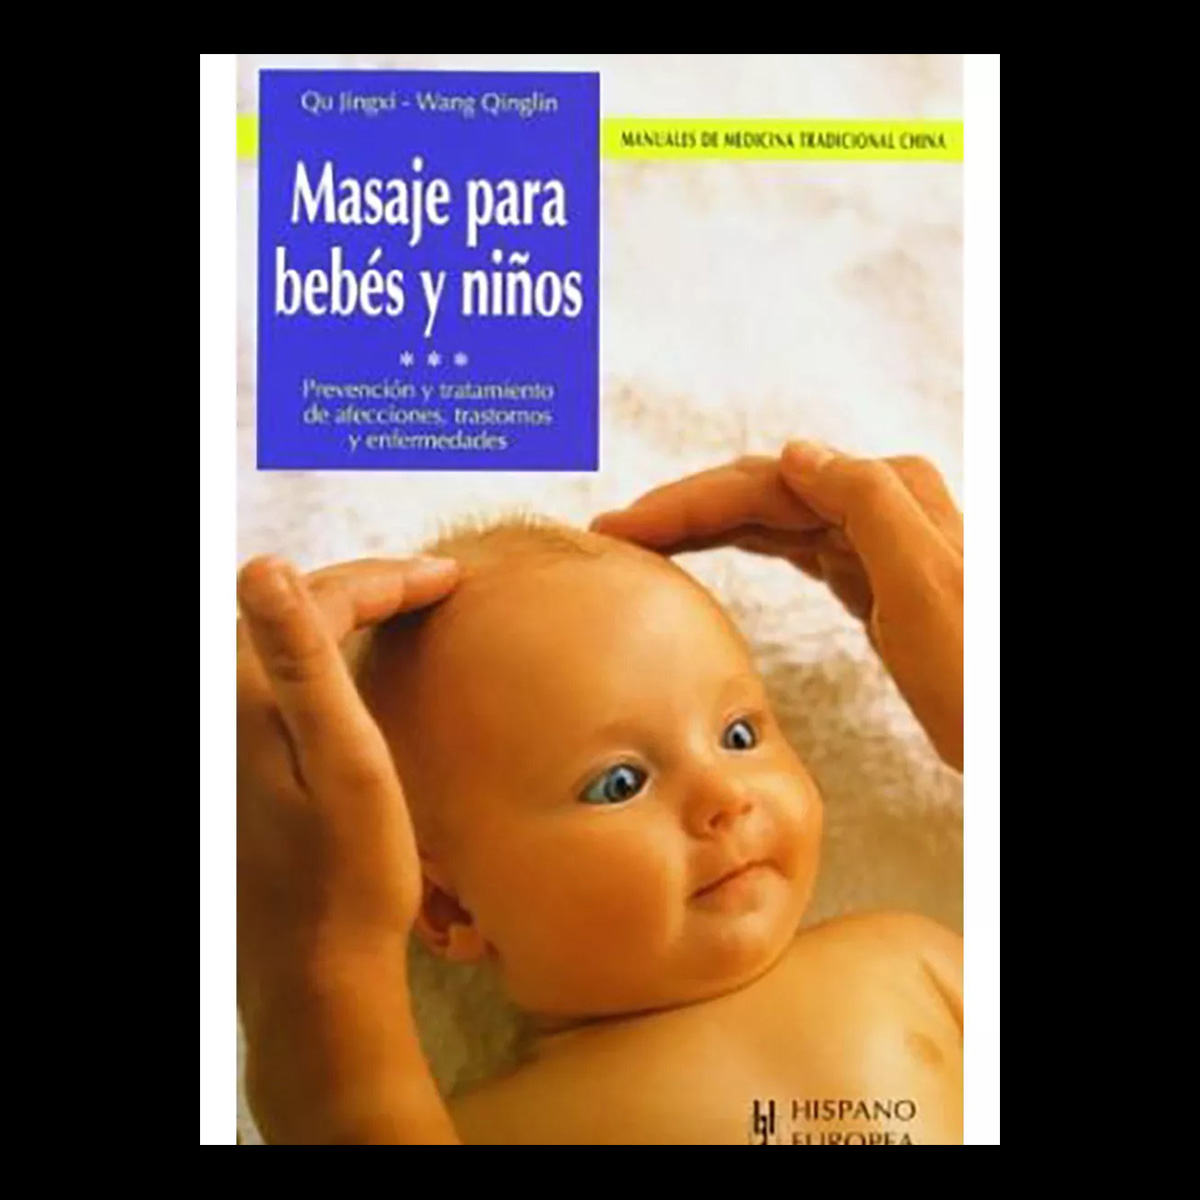 Qu Jingxi - Wang Qinglin
MANUALES DE MEDICINA TRADICIONAL CHINA
Masaje para
bebés y niños
* * *
Prevención y tratamiento
de afecciones, trastornos
y enfermedades
HISPANO
EUROPEA